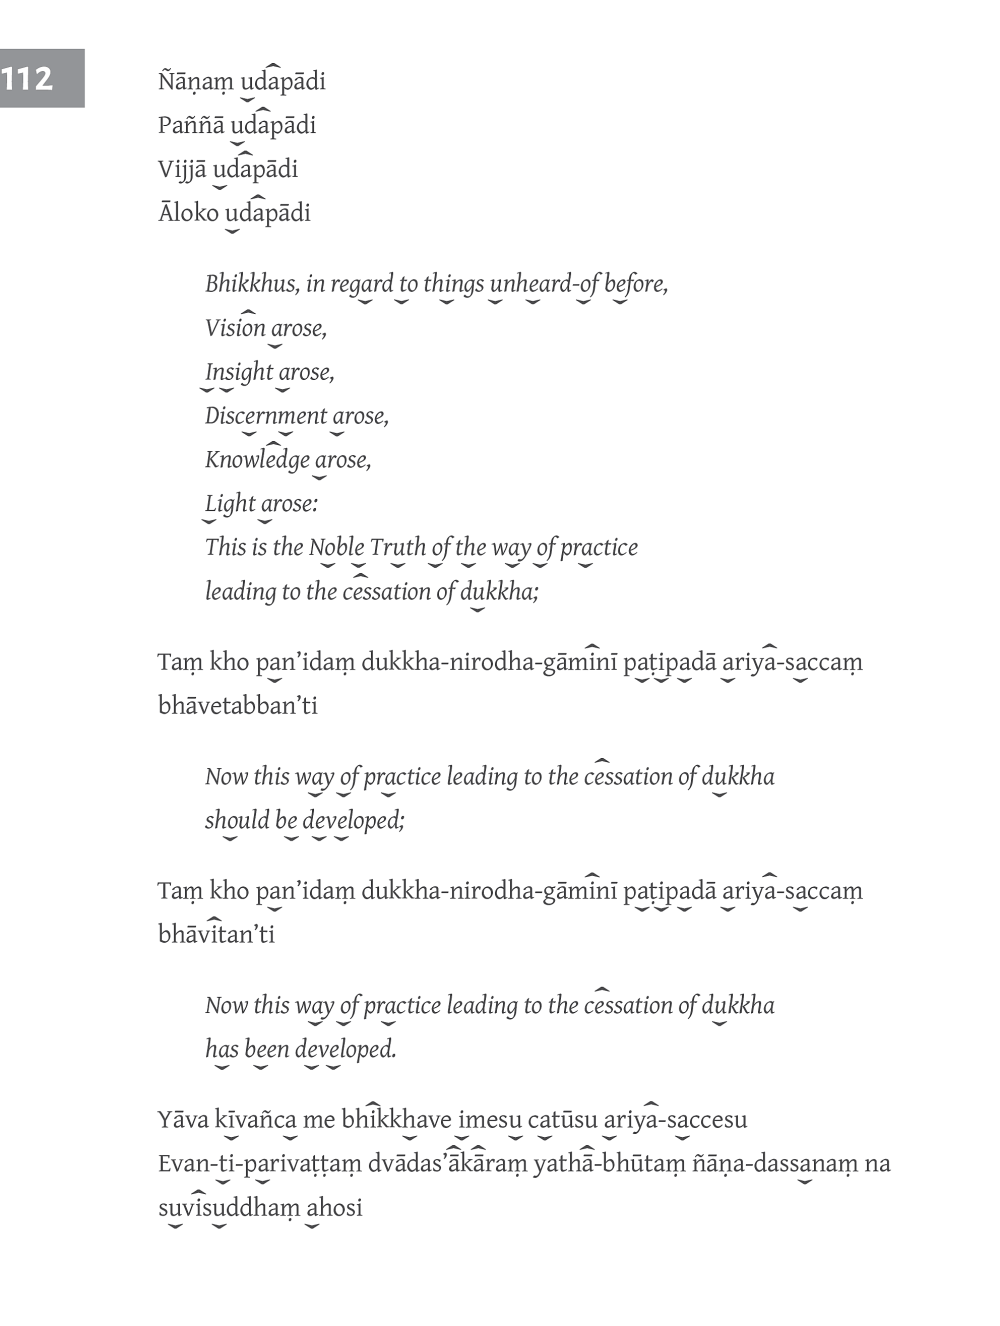 112
Ñāṇaṃ udapādi
Paññā udapādi
Vijjā udapādi
Āloko udapādi
Bhikkhus, in regard to things unheard-of before,
Vision arose,
Insight arose,
Discernment arose,
Knowledge arose,
Light arose:
This is the Noble Truth of the way of practice
leading to the cessation of dukkha;
Taṃ kho pan’idaṃ dukkha-nirodha-gāminī paṭipadā ariya-saccaṃ
bhāvetabban’ti
Now this way of practice leading to the cessation of dukkha
should be developed;
Taṃ kho pan’idaṃ dukkha-nirodha-gāminī paṭipadā ariya-saccaṃ
bhāvitan’ti
Now this way of practice leading to the cessation of dukkha
has been developed.
Yāva kīvañca me bhikkhave imesu catūsu ariya-saccesu
Evan-ti-parivaṭṭaṃ dvādas’ākāraṃ yathā-bhūtaṃ ñāṇa-dassanaṃ na
suvisuddhaṃ ahosi